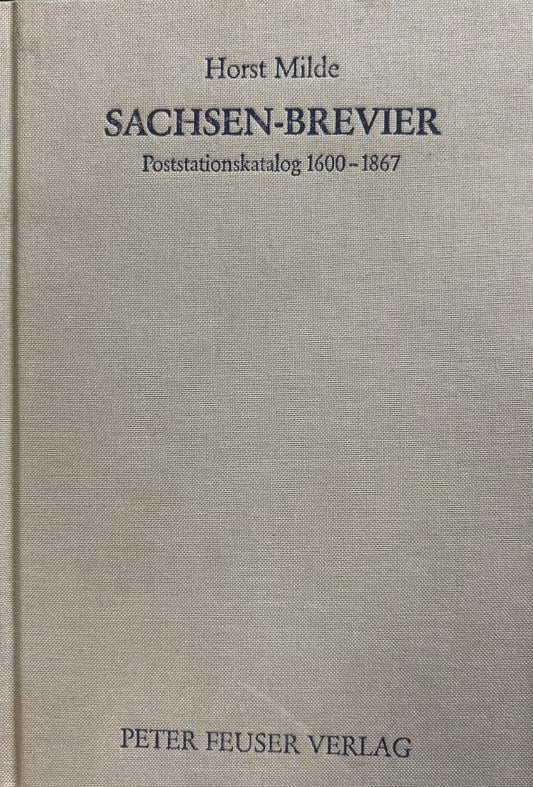 Horst Milde
SACHSEN-BREVIER
Poststationskatalog 1600–1867
PETER FEUSER VERLAG